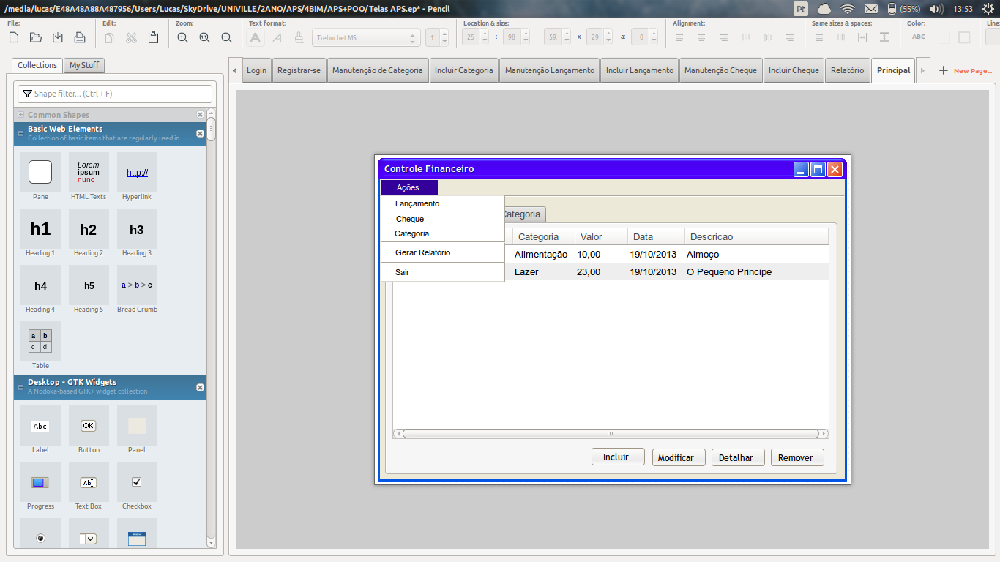 /media/lucas/E48A48A88A487956/Users/Lucas/SkyDrive/UNIVILLE/2ANO/APS/4BIM/APS+POO/Telas APS.ep* - Pencil
Pt
(55%)
13:53
File:
Edit:
Zoom:
Text format:
Location & size:
Alignment:
Same sizes & spaces:
Color:
Line:
1:1
A
A
Trebuchet MS
1
25
:
98
59
x
29
a:
0
ABC
Collections
My Stuff
Login
Registrar-se
Manutenção de Categoria
Incluir Categoria
Manutenção Lançamento
Incluir Lançamento
Manutenção Cheque
Incluir Cheque
Relatório
Principal
New Page...
Shape filter... (Ctrl + F)
Common Shapes
Basic Web Elements
Collection of basic items that are regularly used in ...
Lorem
ipsum
nunc
http://
Pane
HTML Texts
Hyperlink
h1
h2
h3
Heading 1
Heading 2
Heading 3
h4
h5
a > b > c
Heading 4
Heading 5
Bread Crumb
a b
c d
Table
Desktop - GTK Widgets
A Nodoka-based GTK+ widget collection
Abc
OK
Label
Button
Panel
Abc
Progress
Text Box
Checkbox
Controle Financeiro
Ações
Lançamento
Cheque
Categoria
Gerar Relatório
Sair
Categoria
Categoria
Valor
Data
Descricao
Alimentação
10,00
19/10/2013
Almoço
Lazer
23,00
19/10/2013
O Pequeno Principe
Incluir
Modificar
Detalhar
Remover